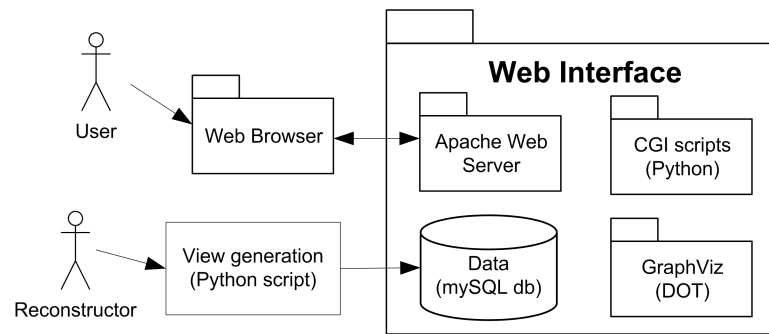 Web Interface
User
Web Browser
Apache Web
Server
CGI scripts
(Python)
Reconstructor
View generation
(Python script)
Data
(mySQL db)
GraphViz
(DOT)